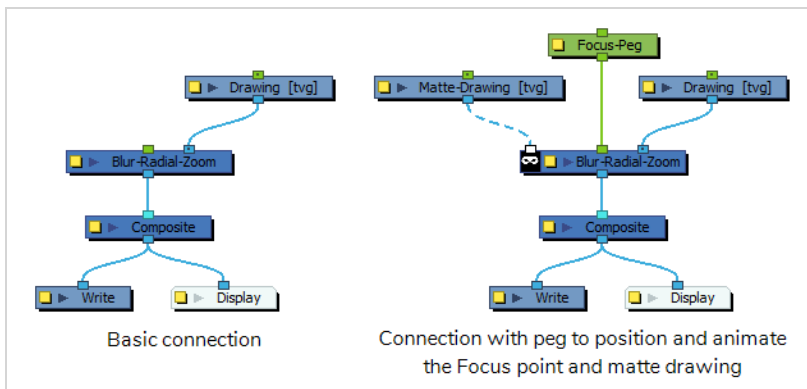 Drawing [tvg]
Blur-Radial-Zoom
Composite
Write
Display
Basic connection
Focus-Peg
Matte-Drawing [tvg]
Drawing [tvg]
Blur-Radial-Zoom
Composite
Write
Display
Connection with peg to position and animate
the Focus point and matte drawing